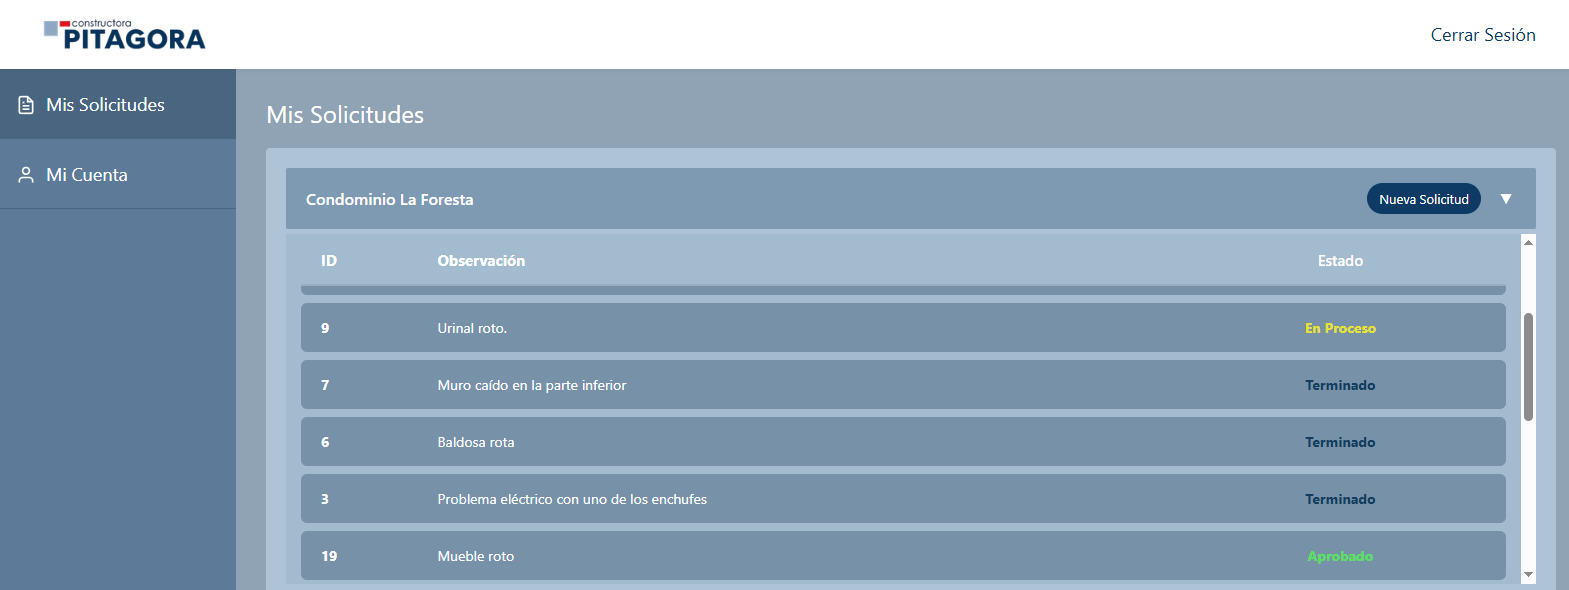 constructora
PITAGORA
Cerrar Sesión
Mis Solicitudes
Mi Cuenta
Mis Solicitudes
Condominio La Foresta
Nueva Solicitud
ID Observación Estado
9 Urinal roto. En Proceso
7 Muro caído en la parte inferior Terminado
6 Baldosa rota Terminado
3 Problema eléctrico con uno de los enchufes Terminado
19 Mueble roto Aprobado